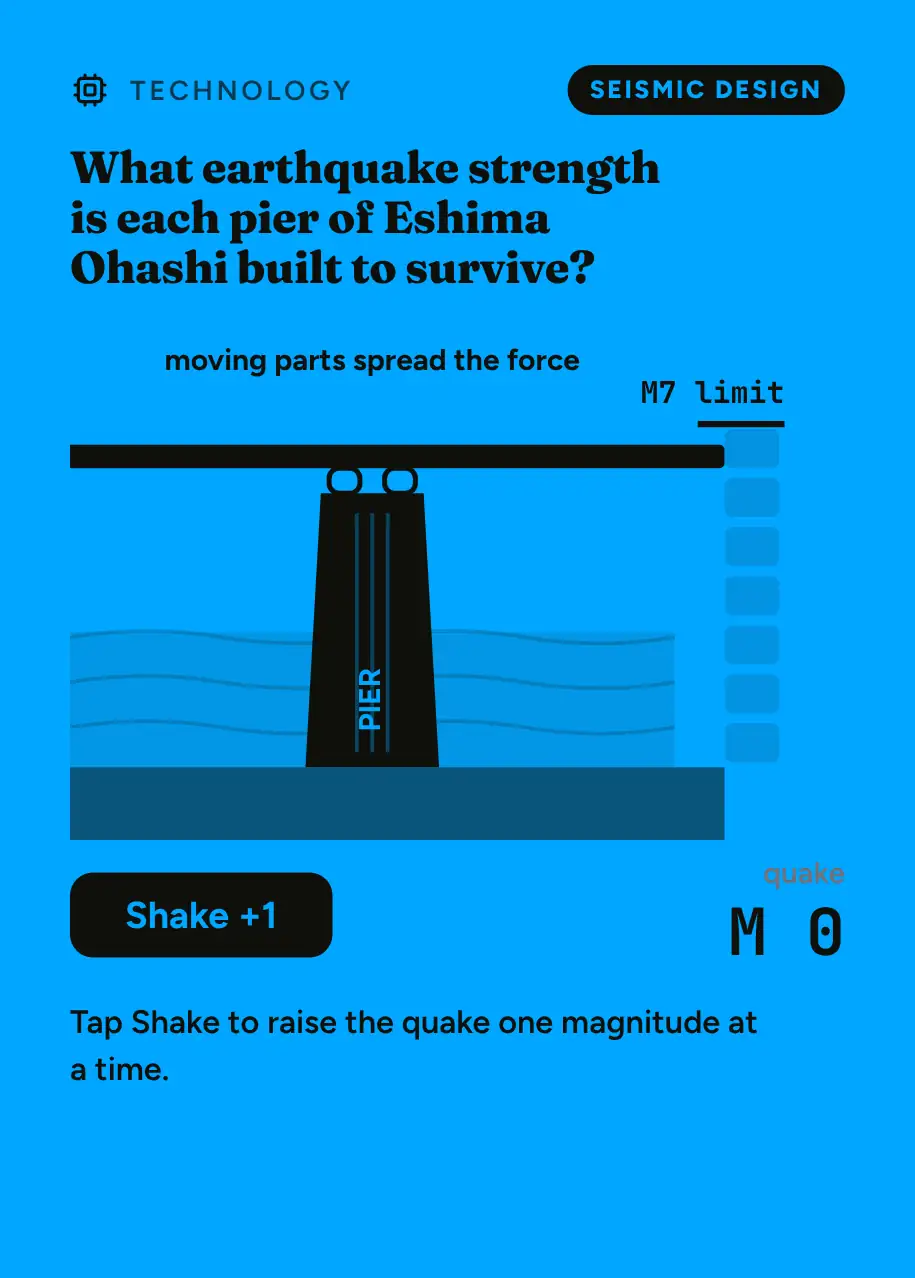 TECHNOLOGY
SEISMIC DESIGN
What earthquake strength
is each pier of Eshima
Ohashi built to survive?
moving parts spread the force
M7 limit
PIER
quake
Shake +1
M 0
Tap Shake to raise the quake one magnitude at
a time.